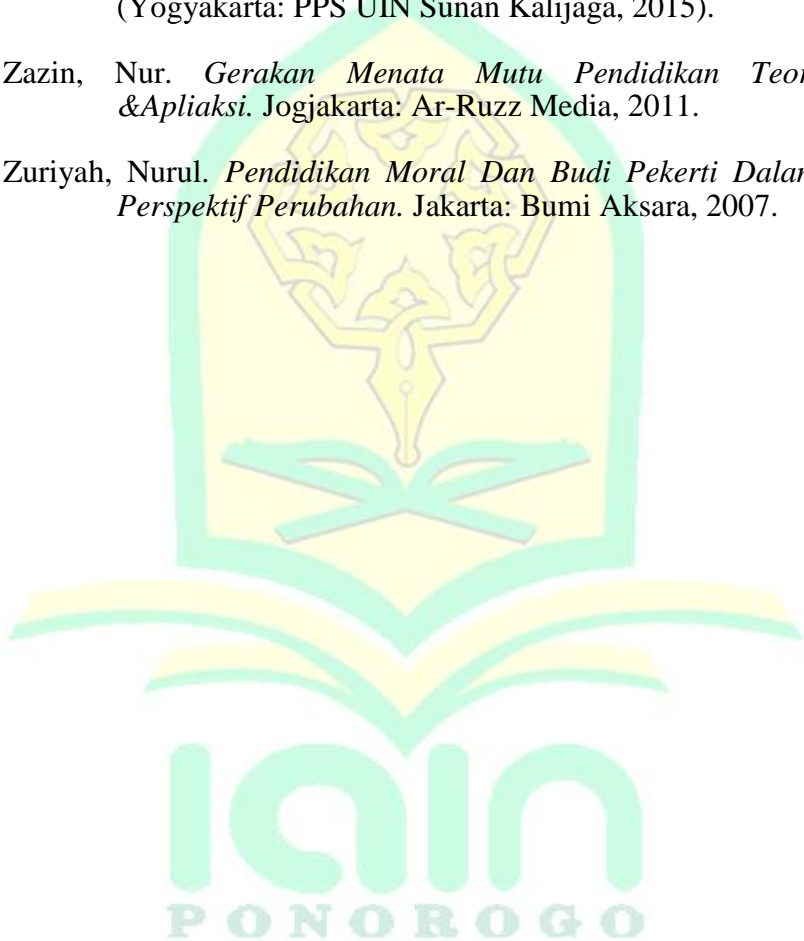 (Yogyakarta: PPS UIN Sunan Kalijaga, 2015).
Zazin, Nur. Gerakan Menata Mutu Pendidikan Teor
&Apliaksi. Jogjakarta: Ar-Ruzz Media, 2011.
Zuriyah, Nurul. Pendidikan Moral Dan Budi Pekerti Dalam
Perspektif Perubahan. Jakarta: Bumi Aksara, 2007.
iain
PONOROGO